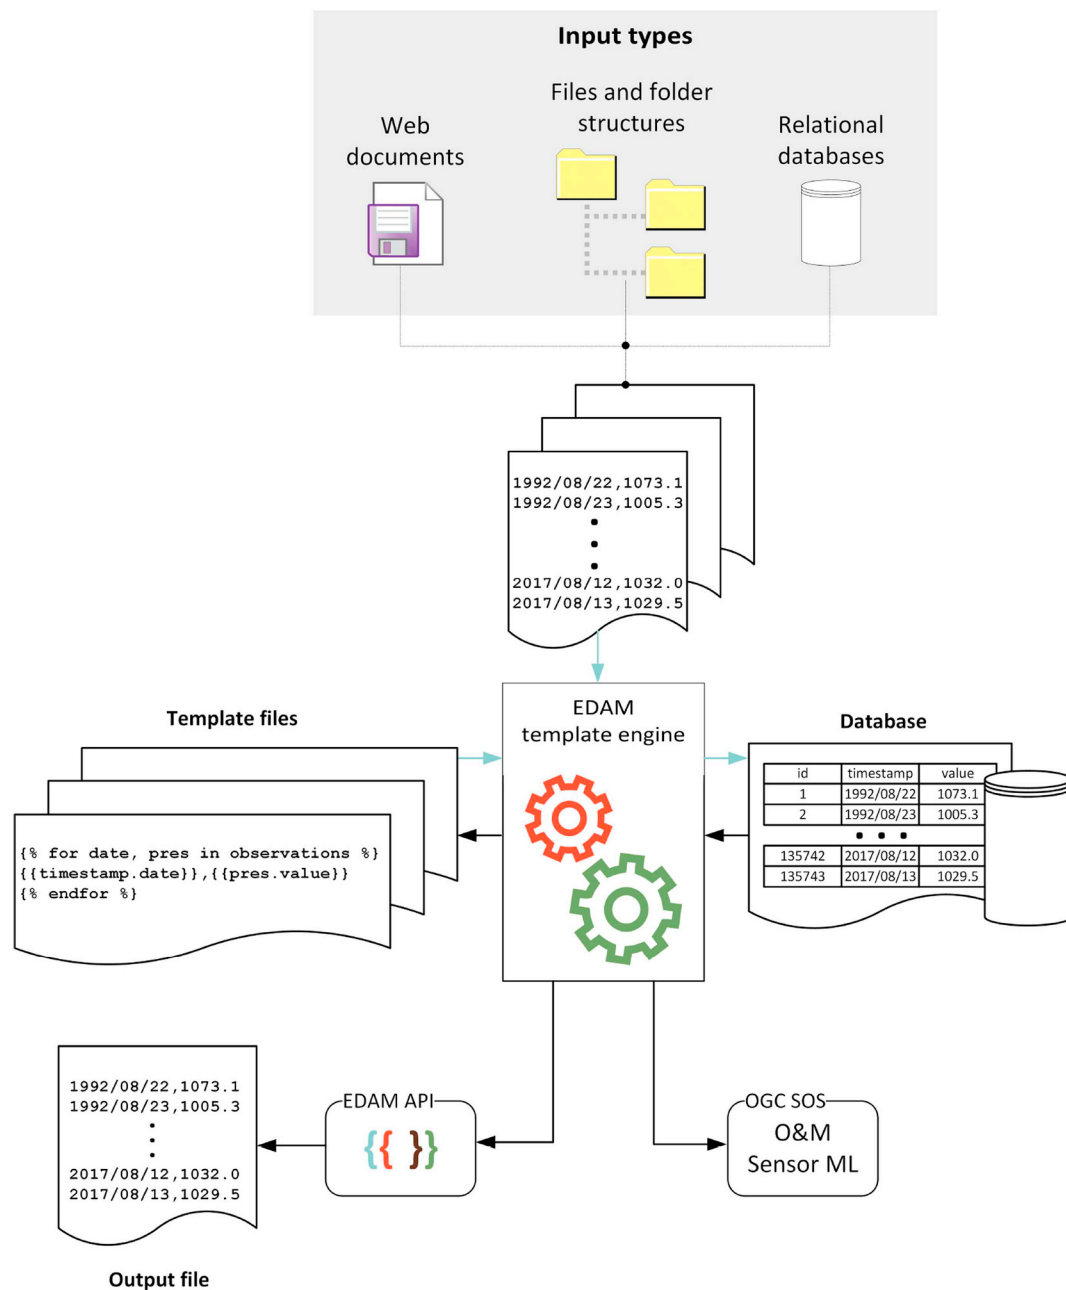 Input types
Web
documents
Files and folder
structures
Relational
databases
1992/08/22,1073.1
1992/08/23,1005.3
2017/08/12,1032.0
2017/08/13,1029.5
Template files
{% for date, pres in observations %}
{{timestamp.date}},{{pres.value}}
{% endfor %}
EDAM
template engine
Database
id timestamp value
1 1992/08/22 1073.1
2 1992/08/23 1005.3
135742 2017/08/12 1032.0
135743 2017/08/13 1029.5
1992/08/22,1073.1
1992/08/23,1005.3
2017/08/12,1032.0
2017/08/13,1029.5
Output file
EDAM API
{{ }}
OGC SOS
O&M
Sensor ML